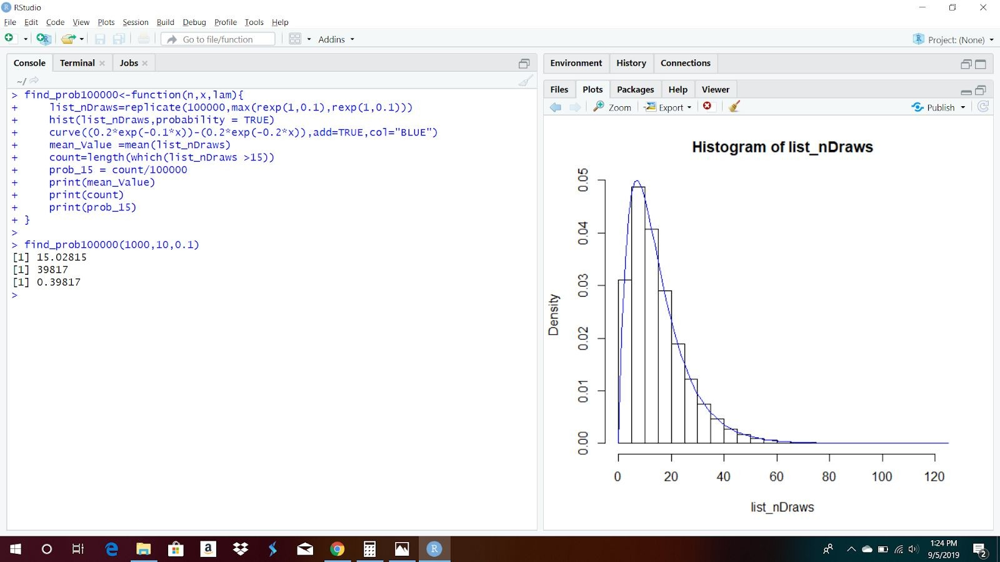 RStudio
File Edit Code View Plots Session Build Debug Profile Tools Help
Go to file/function
Addins
Project: (None)
Console Terminal Jobs
~/
> find_prob100000<-function(n,x,lam){
+     list_nDraws=replicate(100000,max(rexp(1,0.1),rexp(1,0.1)))
+     hist(list_nDraws,probability = TRUE)
+     curve((0.2*exp(-0.1*x))-(0.2*exp(-0.2*x)),add=TRUE,col="BLUE")
+     mean_Value =mean(list_nDraws)
+     count=length(which(list_nDraws >15))
+     prob_15 = count/100000
+     print(mean_Value)
+     print(count)
+     print(prob_15)
+ }
>
> find_prob100000(1000,10,0.1)
[1] 15.02815
[1] 39817
[1] 0.39817
>
Environment History Connections
Files Plots Packages Help Viewer
Zoom Export Publish
Histogram of list_nDraws
Density
0.05
0.04
0.03
0.02
0.01
0.00
0 20 40 60 80 100 120
list_nDraws
1:24 PM
9/5/2019
2